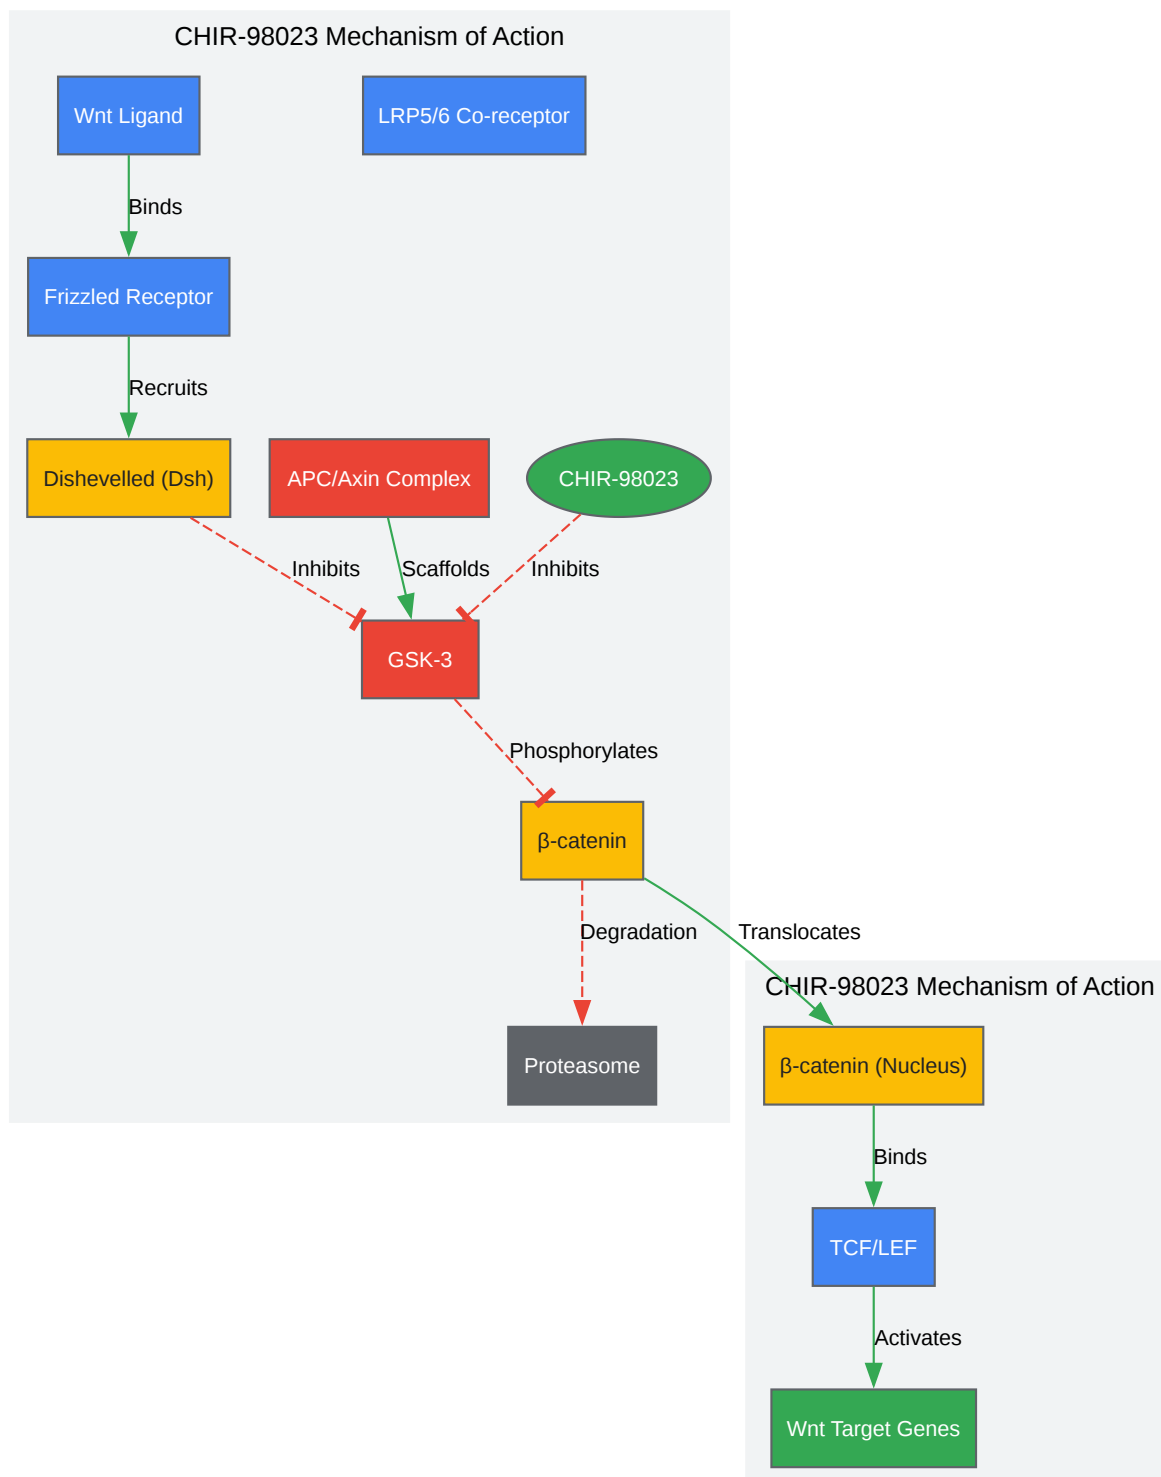 CHIR-98023 Mechanism of Action
Wnt Ligand
LRP5/6 Co-receptor
Binds
Frizzled Receptor
Recruits
Dishevelled (Dsh)
APC/Axin Complex
CHIR-98023
Inhibits
Scaffolds
Inhibits
GSK-3
Phosphorylates
β-catenin
Degradation
Translocates
CHIR-98023 Mechanism of Action
Proteasome
β-catenin (Nucleus)
Binds
TCF/LEF
Activates
Wnt Target Genes